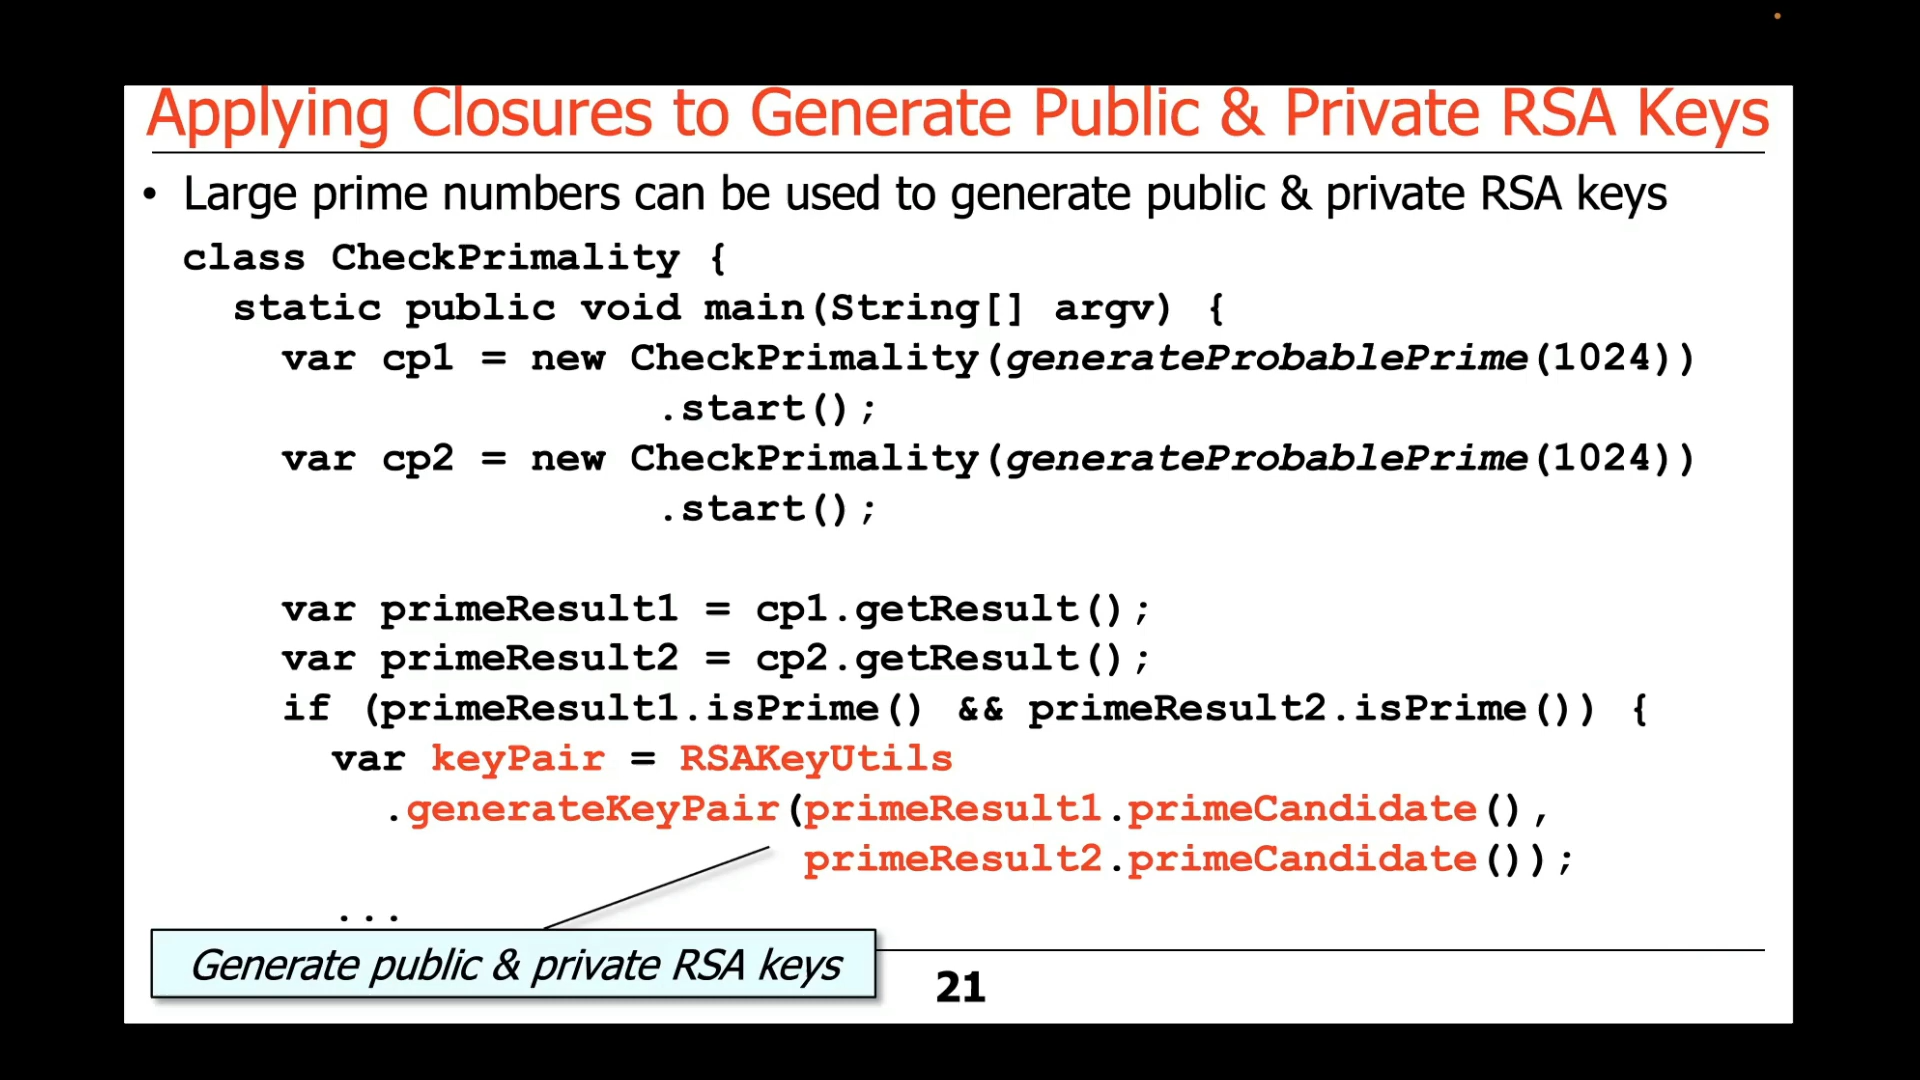 Applying Closures to Generate Public & Private RSA Keys
• Large prime numbers can be used to generate public & private RSA keys
class CheckPrimality {
static public void main(String[] argv) {
var cp1 = new CheckPrimality(generateProbablePrime(1024))
.start();
var cp2 = new CheckPrimality(generateProbablePrime(1024))
.start();
var primeResult1 = cp1.getResult();
var primeResult2 = cp2.getResult();
if (primeResult1.isPrime() && primeResult2.isPrime()) {
var keyPair = RSAKeyUtils
.generateKeyPair(primeResult1.primeCandidate(),
primeResult2.primeCandidate());
...
Generate public & private RSA keys
21